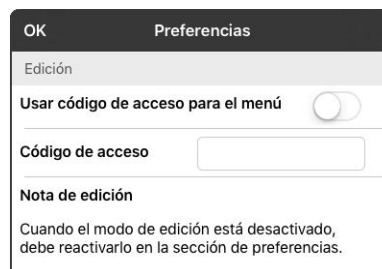 OK Preferencias
Edición
Usar código de acceso para el menú
Código de acceso
Nota de edición
Cuando el modo de edición está desactivado,
debe reactivarlo en la sección de preferencias.